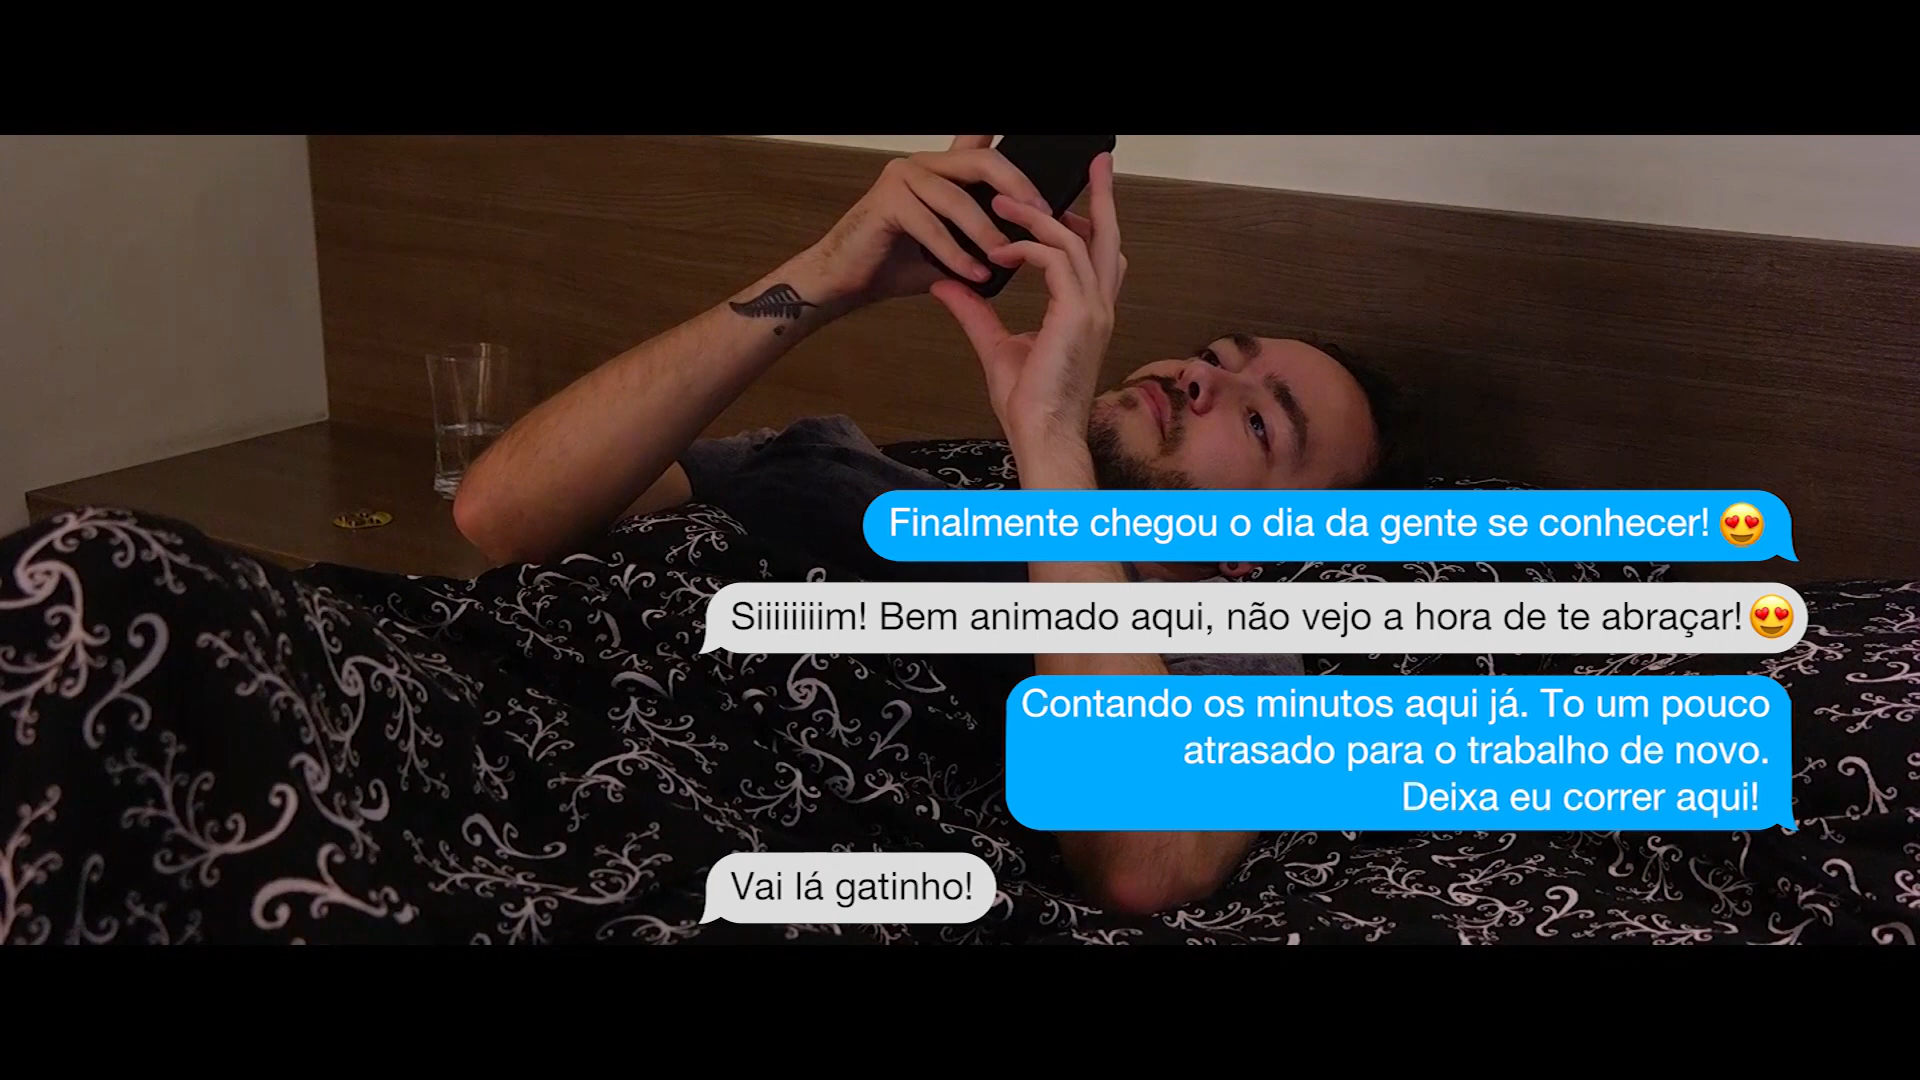 Finalmente chegou o dia da gente se conhecer! 😍
Siiiiiiiim! Bem animado aqui, não vejo a hora de te abraçar! 😍
Contando os minutos aqui já. To um pouco
atrasado para o trabalho de novo.
Deixa eu correr aqui!
Vai lá gatinho!